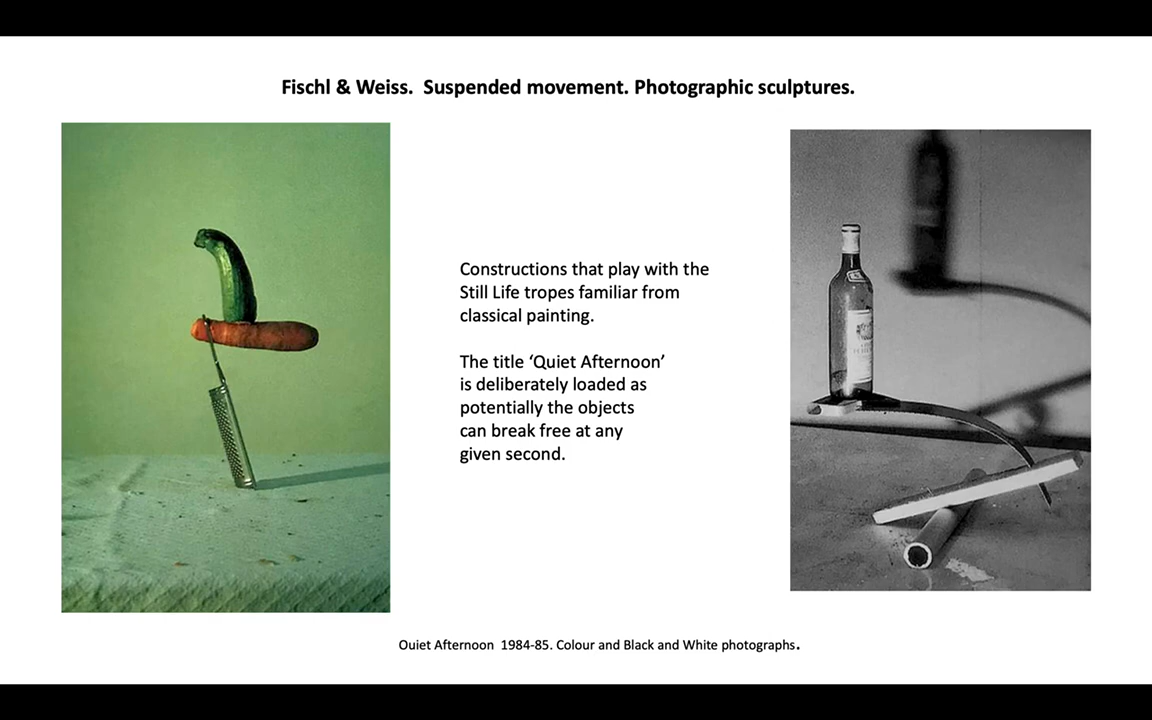 Fischl & Weiss.  Suspended movement. Photographic sculptures.
Constructions that play with the
Still Life tropes familiar from
classical painting.
The title ‘Quiet Afternoon’
is deliberately loaded as
potentially the objects
can break free at any
given second.
Ouiet Afternoon  1984-85. Colour and Black and White photographs.